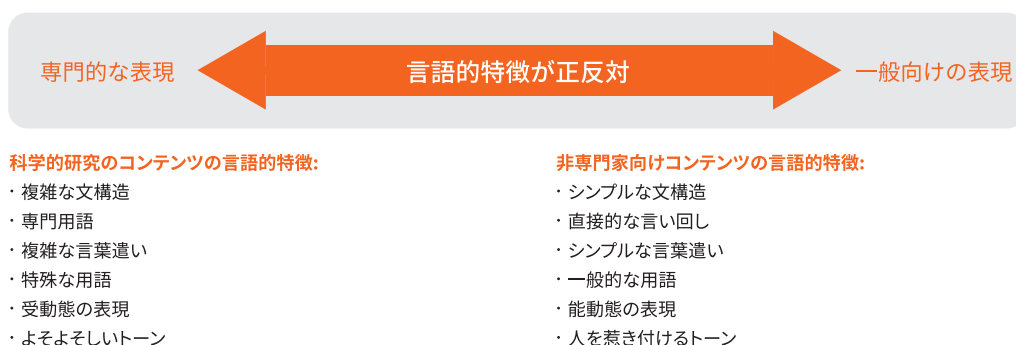 専門的な表現
言語的特徴が正反対
一般向けの表現
科学的研究のコンテンツの言語的特徴:
・複雑な文構造
・専門用語
・複雑な言葉遣い
・特殊な用語
・受動態の表現
・よそよそしいトーン
非専門家向けコンテンツの言語的特徴:
・シンプルな文構造
・直接的な言い回し
・シンプルな言葉遣い
・一般的な用語
・能動態の表現
・人を惹き付けるトーン